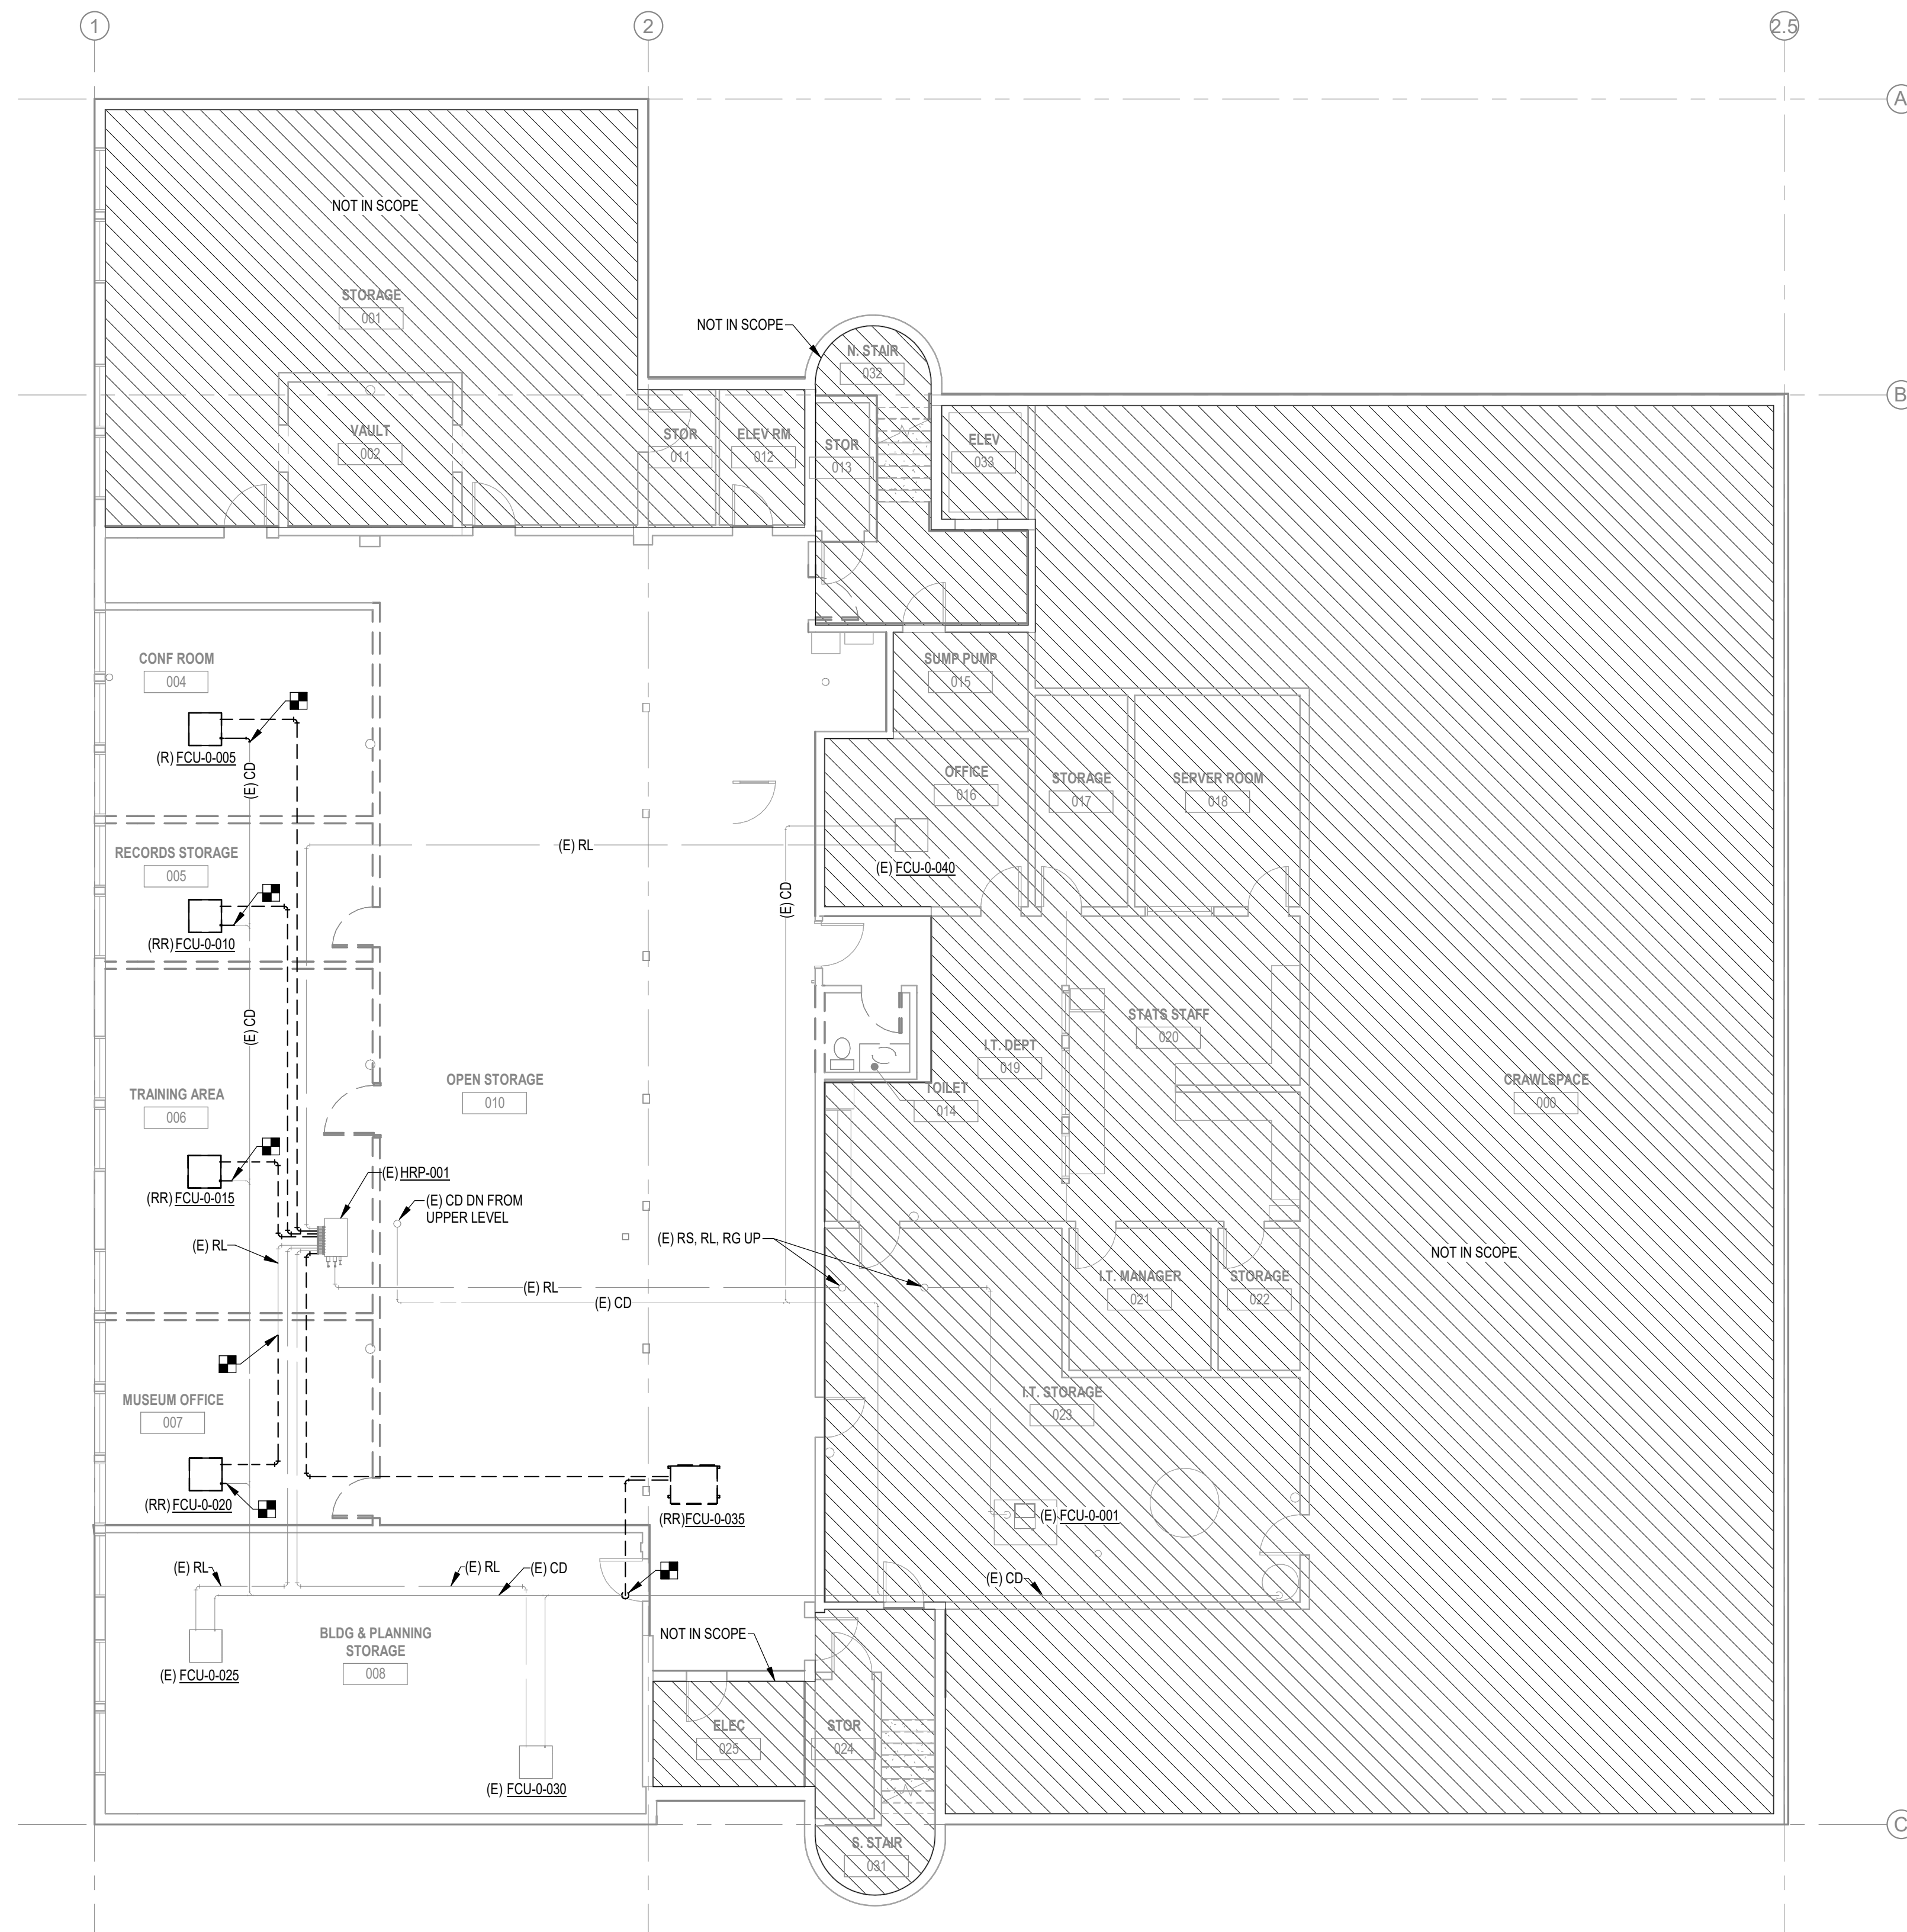 1
2
2.5
A
NOT IN SCOPE
STORAGE
001
NOT IN SCOPE
N. STAIR
032
B
VAULT
002
STOR
011
ELEV RM
012
STOR
013
ELEV
033
CONF ROOM
004
SUMP PUMP
015
(R) FCU-0-005
(E) CD
OFFICE
016
STORAGE
017
SERVER ROOM
018
RECORDS STORAGE
005
(E) RL
(E) FCU-0-040
(E) CD
(RR) FCU-0-010
(E) CD
STATS STAFF
020
I.T. DEPT
019
TRAINING AREA
006
OPEN STORAGE
010
TOILET
014
CRAWLSPACE
000
(E) HRP-001
(RR) FCU-0-015
(E) CD DN FROM
UPPER LEVEL
(E) RL
(E) RS, RL, RG UP
NOT IN SCOPE
(E) RL
(E) CD
I.T. MANAGER
021
STORAGE
022
MUSEUM OFFICE
007
I.T. STORAGE
023
(RR) FCU-0-020
(RR)FCU-0-035
(E) FCU-0-001
(E) RL
(E) RL
(E) CD
(E) CD
BLDG & PLANNING
STORAGE
008
NOT IN SCOPE
(E) FCU-0-025
ELEC
025
STOR
024
(E) FCU-0-030
C
S. STAIR
031